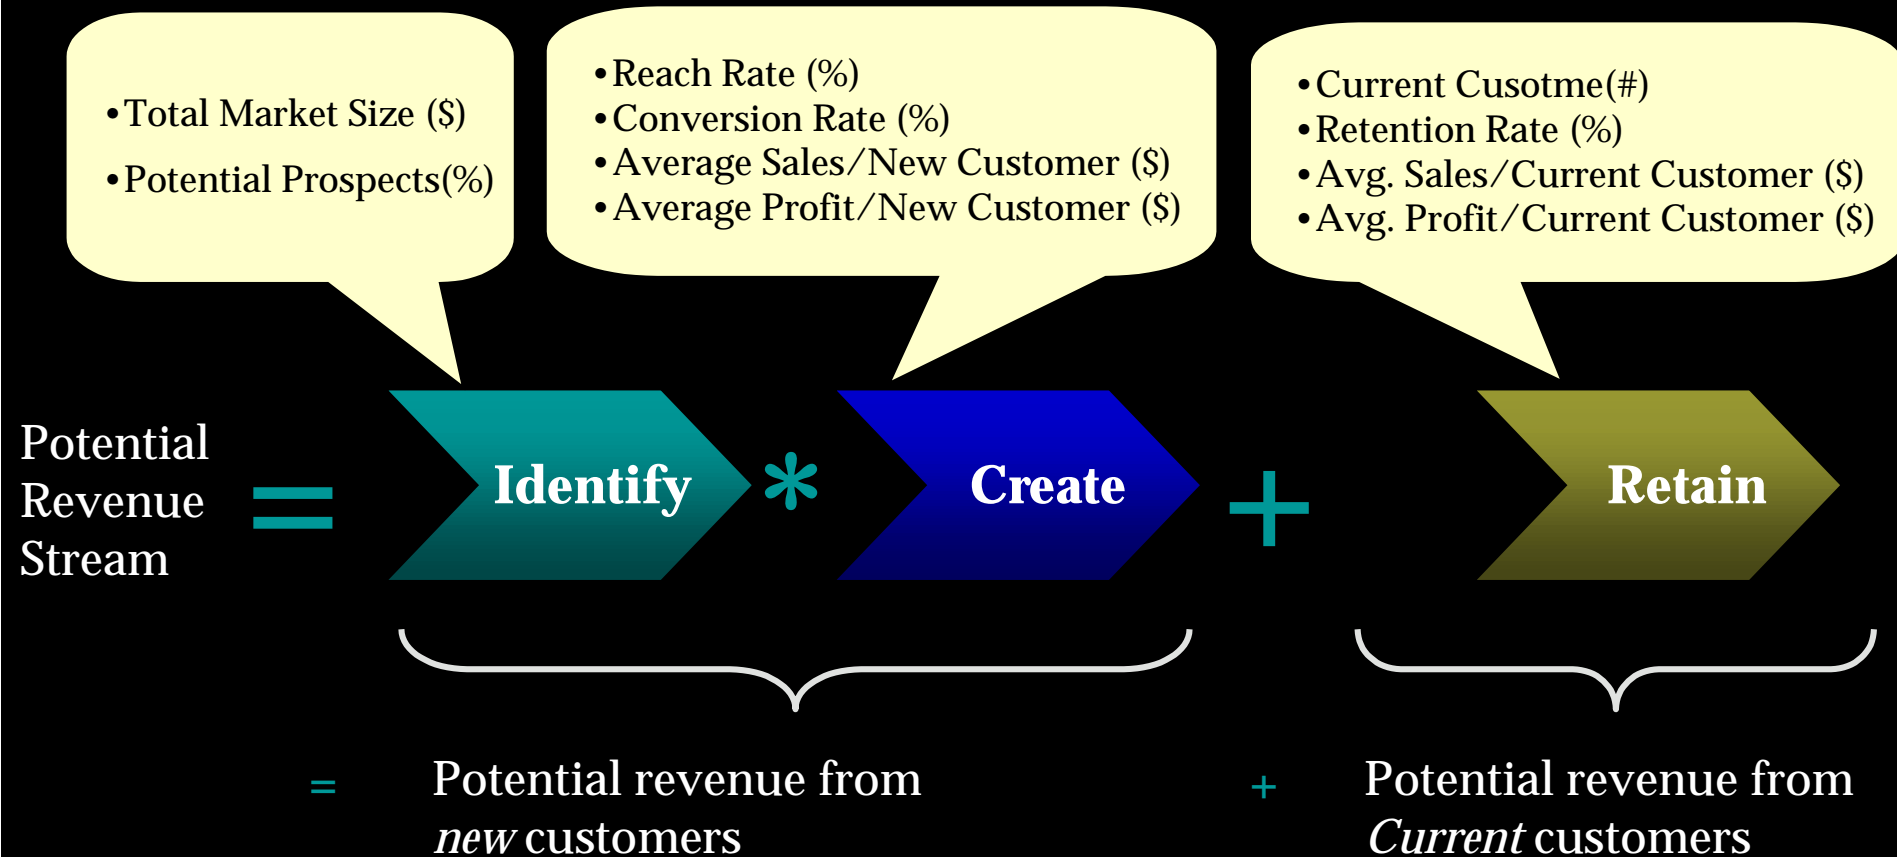 •Total Market Size ($)
•Potential Prospects(%)
•Reach Rate (%)
•Conversion Rate (%)
•Average Sales/New Customer ($)
•Average Profit/New Customer ($)
•Current Cusotme(#)
•Retention Rate (%)
•Avg. Sales/Current Customer ($)
•Avg. Profit/Current Customer ($)
Potential
Revenue
Stream
=
Identify
*
Create
+
Retain
=
Potential revenue from
new customers
+
Potential revenue from
Current customers